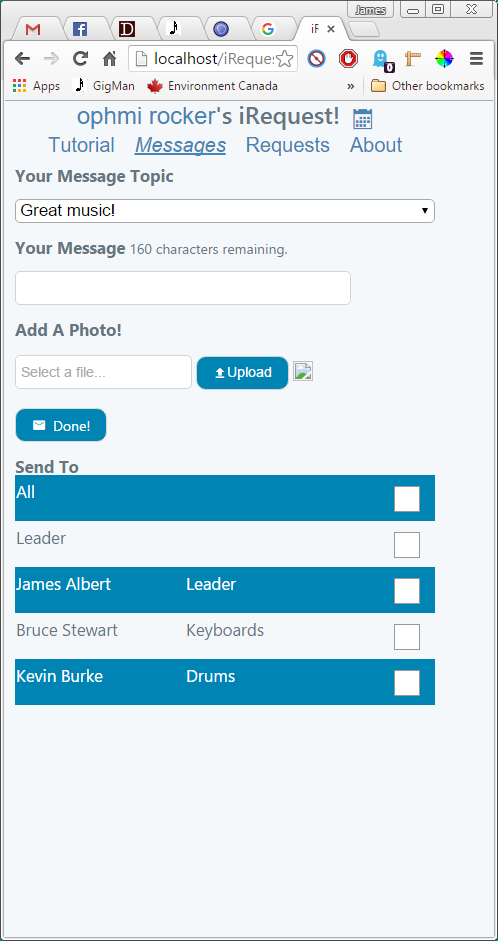 James
iF
localhost/iReques
0
Apps GigMan Environment Canada » Other bookmarks
ophmi rocker's iRequest!
Tutorial Messages Requests About
Your Message Topic
Great music!
Your Message 160 characters remaining.
Add A Photo!
Select a file... Upload
Done!
Send To
All
Leader
James Albert Leader
Bruce Stewart Keyboards
Kevin Burke Drums